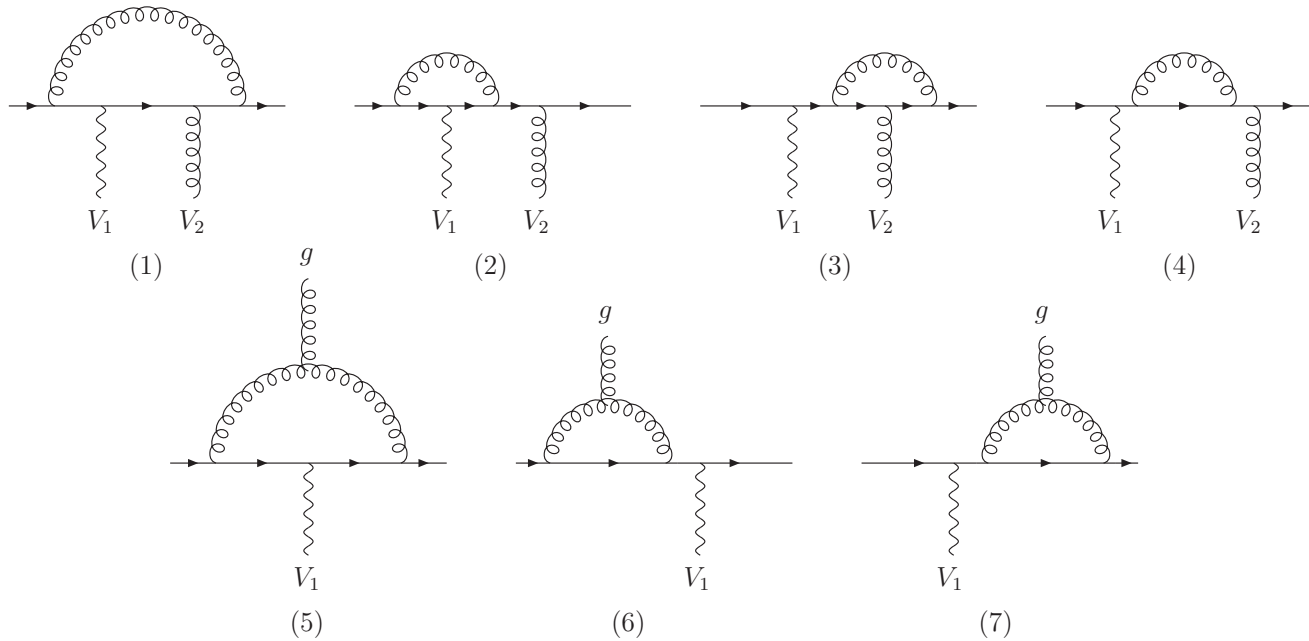 V₁ V₂ V₁ V₂ V₁ V₂ V₁ V₂
(1) (2) (3) (4)
g g g
V₁ V₁ V₁
(5) (6) (7)